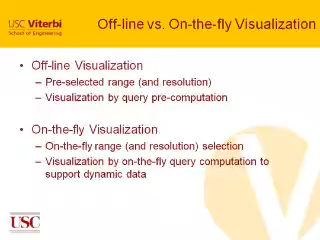 USC Viterbi
School of Engineering
Off-line vs. On-the-fly Visualization
• Off-line Visualization
– Pre-selected range (and resolution)
– Visualization by query pre-computation
• On-the-fly Visualization
– On-the-fly range (and resolution) selection
– Visualization by on-the-fly query computation to
support dynamic data
USC